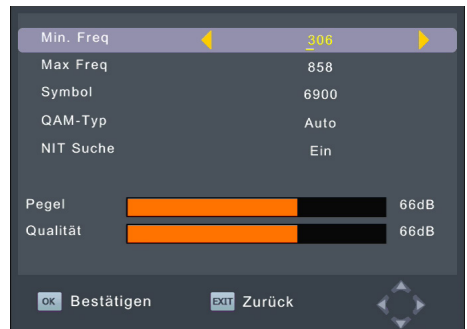 Min. Freq 306
Max Freq 858
Symbol 6900
QAM-Typ Auto
NIT Suche Ein
Pegel 66dB
Qualität 66dB
OK Bestätigen EXIT Zurück